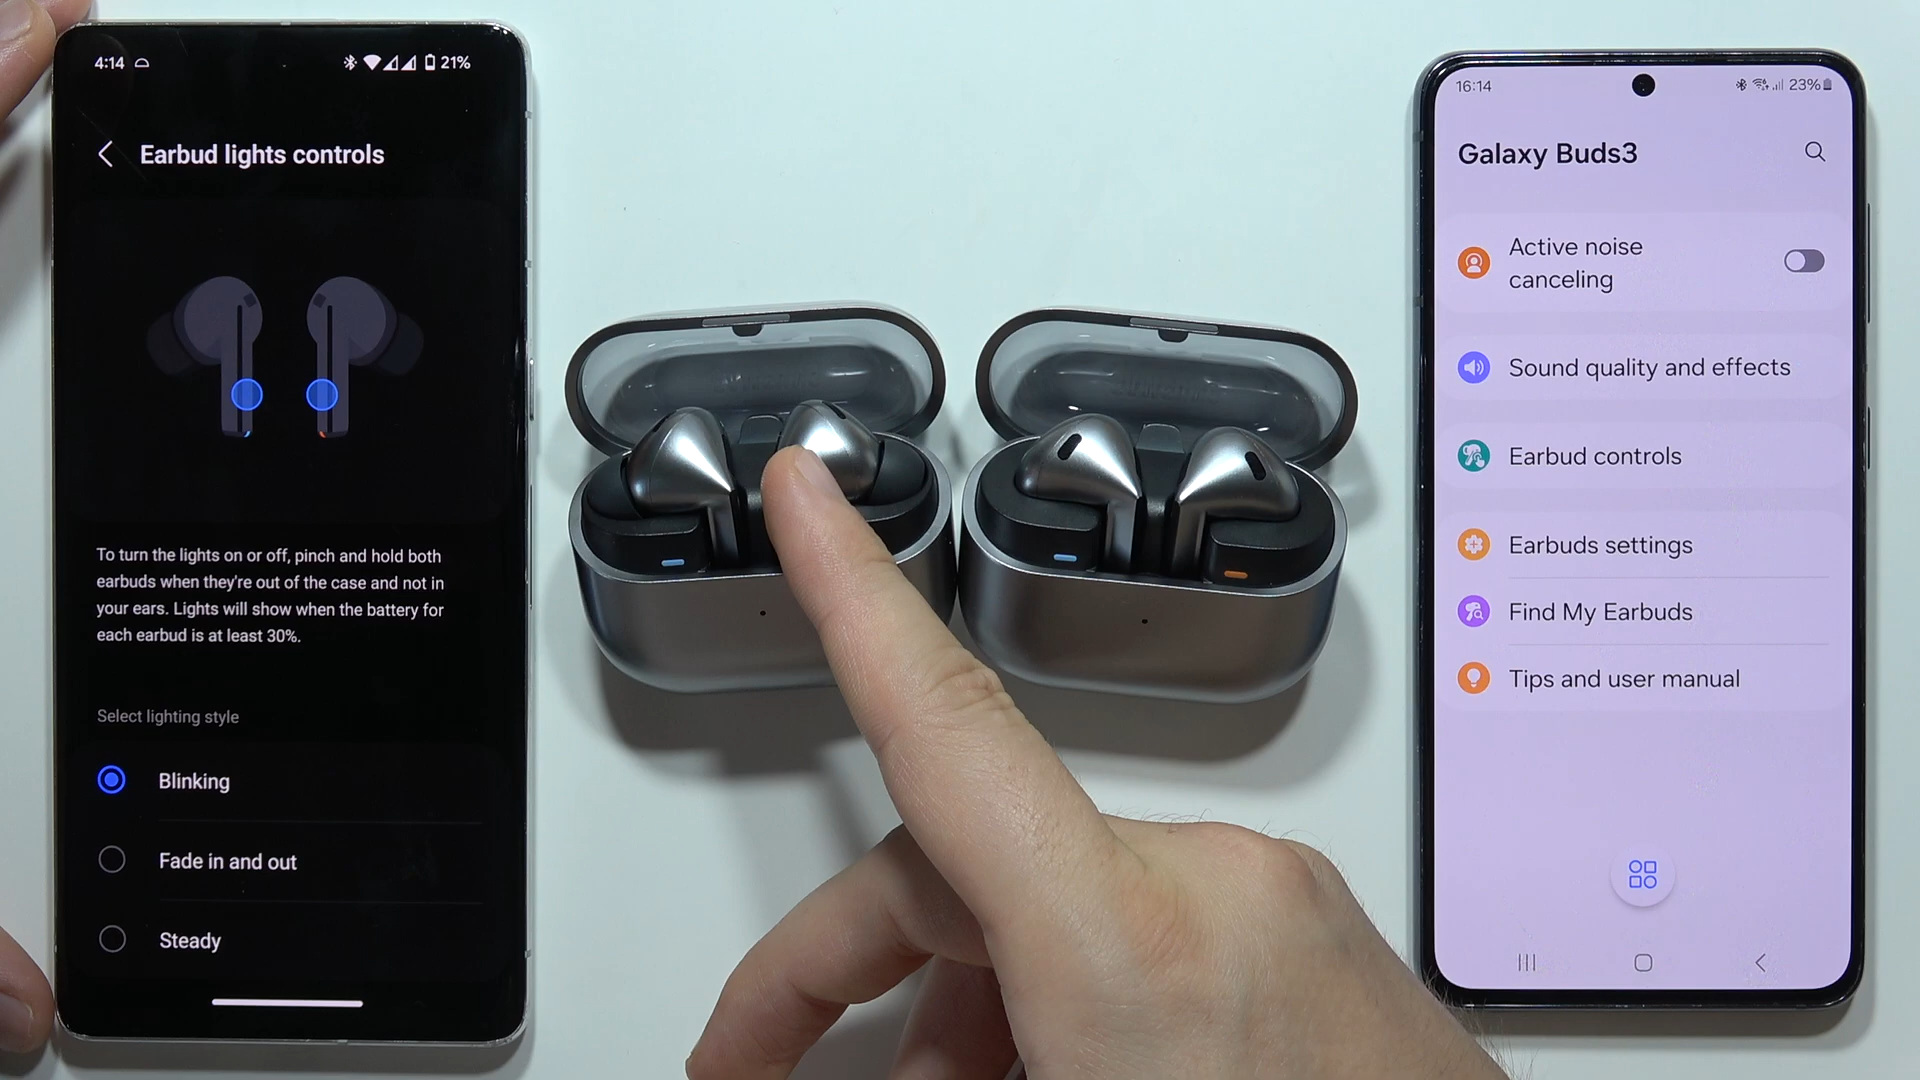 4:14
21%
Earbud lights controls
To turn the lights on or off, pinch and hold both
earbuds when they're out of the case and not in
your ears. Lights will show when the battery for
each earbud is at least 30%.
Select lighting style
Blinking
Fade in and out
Steady
16:14
23%
Galaxy Buds3
Active noise
canceling
Sound quality and effects
Earbud controls
Earbuds settings
Find My Earbuds
Tips and user manual